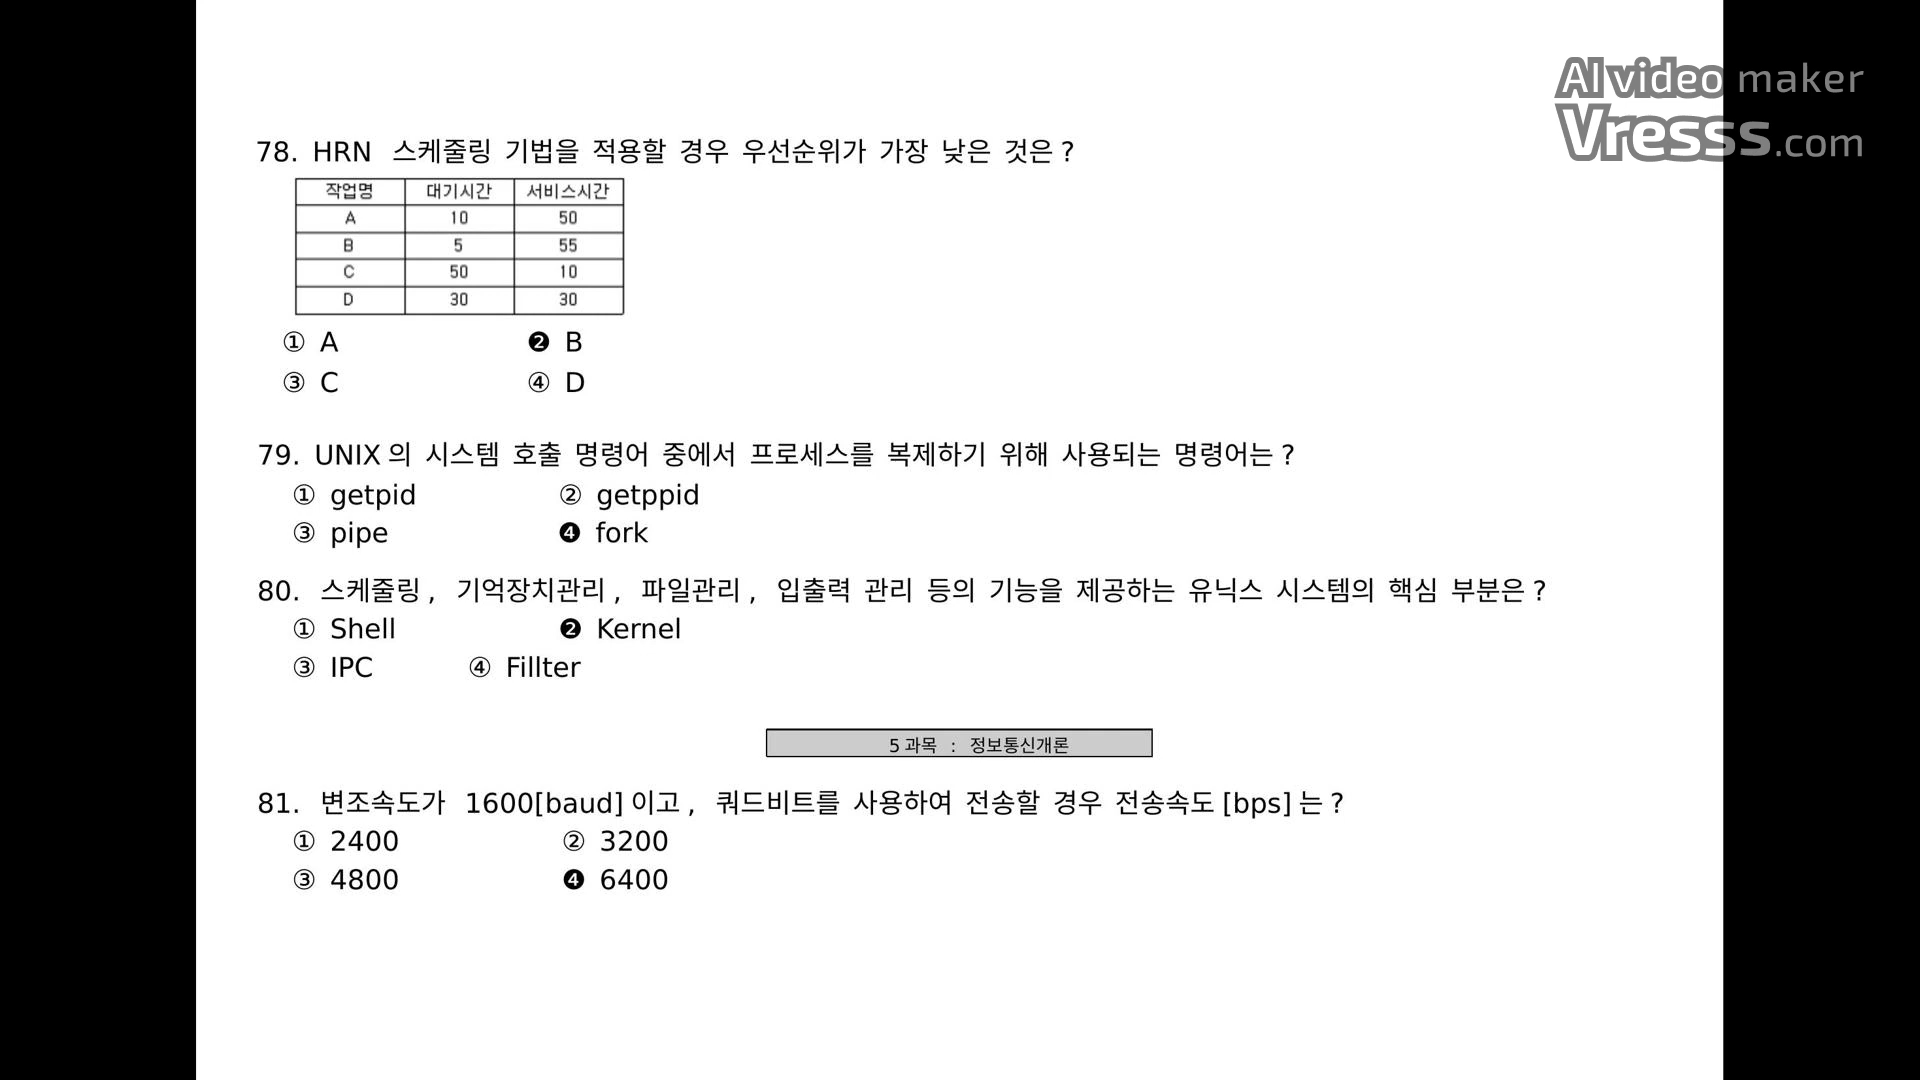 AI video maker
Vresss.com
78. HRN 스케줄링 기법을 적용할 경우 우선순위가 가장 낮은 것은?
작업명 대기시간 서비스시간
A 10 50
B 5 55
C 50 10
D 30 30
① A ❷ B
③ C ④ D
79. UNIX의 시스템 호출 명령어 중에서 프로세스를 복제하기 위해 사용되는 명령어는?
① getpid ② getppid
③ pipe ❹ fork
80. 스케줄링, 기억장치관리, 파일관리, 입출력 관리 등의 기능을 제공하는 유닉스 시스템의 핵심 부분은?
① Shell ❷ Kernel
③ IPC ④ Fillter
5과목 : 정보통신개론
81. 변조속도가 1600[baud]이고, 쿼드비트를 사용하여 전송할 경우 전송속도[bps]는?
① 2400 ② 3200
③ 4800 ❹ 6400